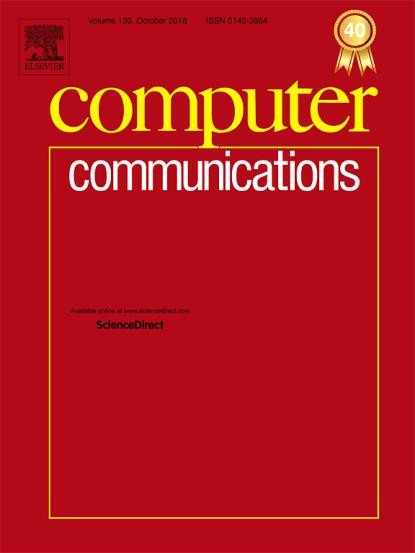 Volume 130, October 2018
ISSN 0140-3664
40
ELSEVIER
computer
communications
Available online at www.sciencedirect.com
ScienceDirect